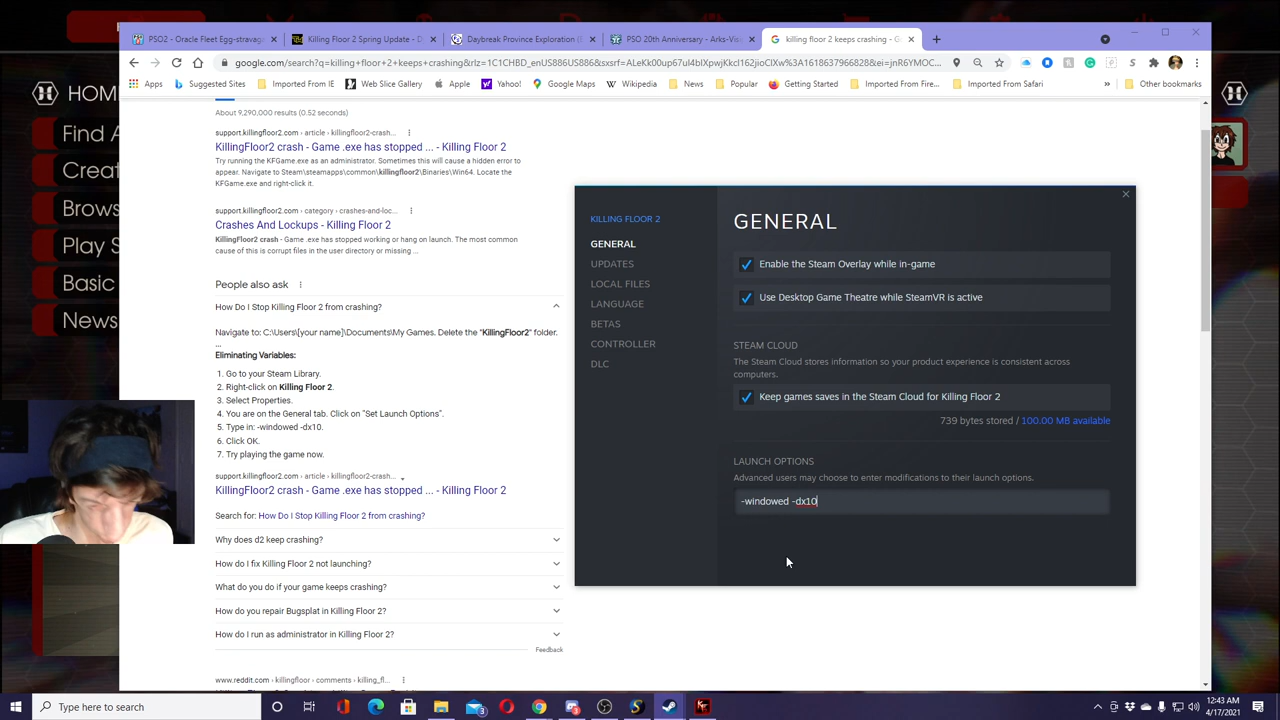 PSO2 - Oracle Fleet Egg-stravag
Killing Floor 2 Spring Update - D
Daybreak Province Exploration (
PSO 20th Anniversary - Arks-Vis
killing floor 2 keeps crashing - G
Apps
Suggested Sites
Imported From IE
Web Slice Gallery
Apple
Yahoo!
Google Maps
Wikipedia
News
Popular
Getting Started
Imported From Fire...
Imported From Safari
Other bookmarks
HOM
Find A
Creat
Brows
Play S
Basic
News
About 9,290,000 results (0.52 seconds)
support.killingfloor2.com › article › killingfloor2-crash...
KillingFloor2 crash - Game .exe has stopped ... - Killing Floor 2
Try running the KFGame.exe as an administrator. Sometimes this will cause a hidden error to
appear. Navigate to Steam\steamapps\common\killingfloor2\Binaries\Win64. Locate the
KFGame.exe and right-click it.
support.killingfloor2.com › category › crashes-and-loc...
Crashes And Lockups - Killing Floor 2
KillingFloor2 crash - Game .exe has stopped working or hang on launch. The most common
cause of this is corrupt files in the user directory or missing ...
People also ask
How Do I Stop Killing Floor 2 from crashing?
Navigate to: C:\Users\[your name]\Documents\My Games. Delete the "KillingFloor2" folder.
...
Eliminating Variables:
1. Go to your Steam Library.
2. Right-click on Killing Floor 2.
3. Select Properties.
4. You are on the General tab. Click on "Set Launch Options".
5. Type in: -windowed -dx10.
6. Click OK.
7. Try playing the game now.
support.killingfloor2.com › article › killingfloor-crash...
KillingFloor2 crash - Game .exe has stopped ... - Killing Floor 2
Search for: How Do I Stop Killing Floor 2 from crashing?
Why does d2 keep crashing?
How do I fix Killing Floor 2 not launching?
What do you do if your game keeps crashing?
How do you repair Bugsplat in Killing Floor 2?
How do I run as administrator in Killing Floor 2?
Feedback
www.reddit.com › killingfloor › comments › killing_fl...
KILLING FLOOR 2
GENERAL
UPDATES
LOCAL FILES
LANGUAGE
BETAS
CONTROLLER
DLC
GENERAL
Enable the Steam Overlay while in-game
Use Desktop Game Theatre while SteamVR is active
STEAM CLOUD
The Steam Cloud stores information so your product experience is consistent across
computers.
Keep games saves in the Steam Cloud for Killing Floor 2
739 bytes stored / 100.00 MB available
LAUNCH OPTIONS
Advanced users may choose to enter modifications to their launch options.
-windowed -dx10
Type here to search
12:43 AM
4/17/2021